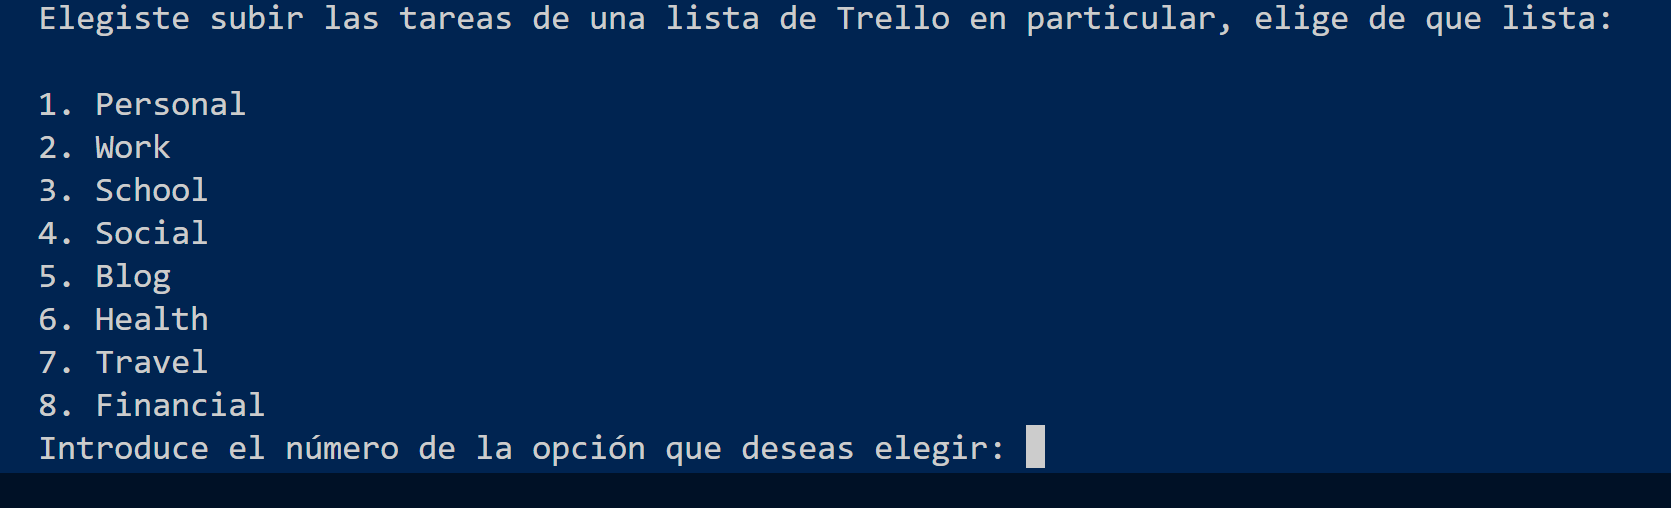 Elegiste subir las tareas de una lista de Trello en particular, elige de que lista:
1. Personal
2. Work
3. School
4. Social
5. Blog
6. Health
7. Travel
8. Financial
Introduce el número de la opción que deseas elegir: